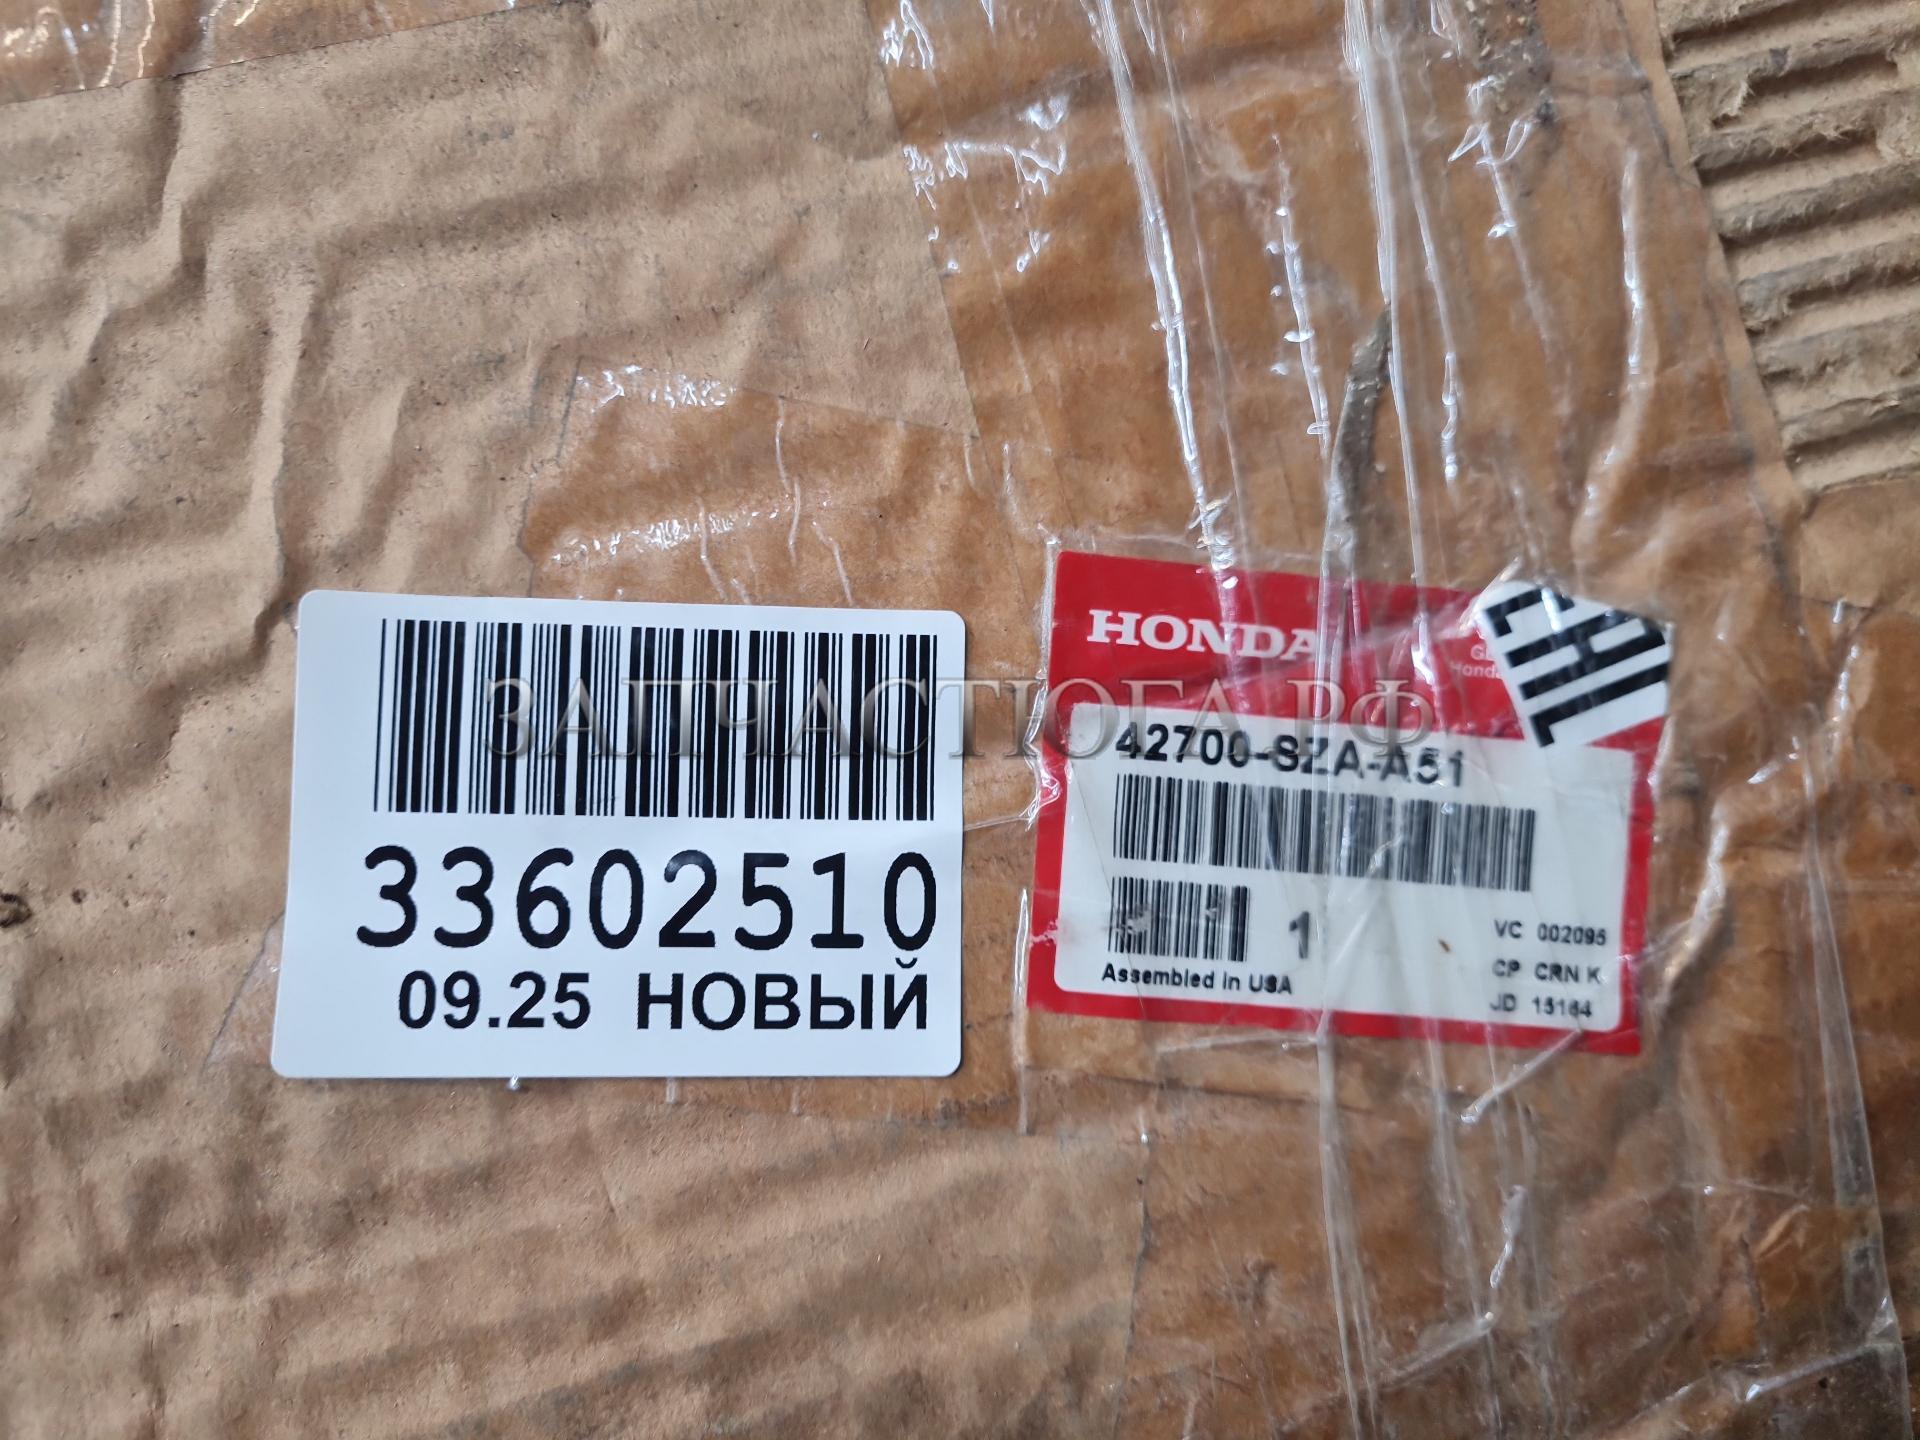 33602510
09.25 НОВЫЙ
HONDA
Honda
42700-SZA-A51
1
VC 002095
CP CRN K
JD 15164
Assembled in USA
ЗАПЧАСТЮГА.РФ